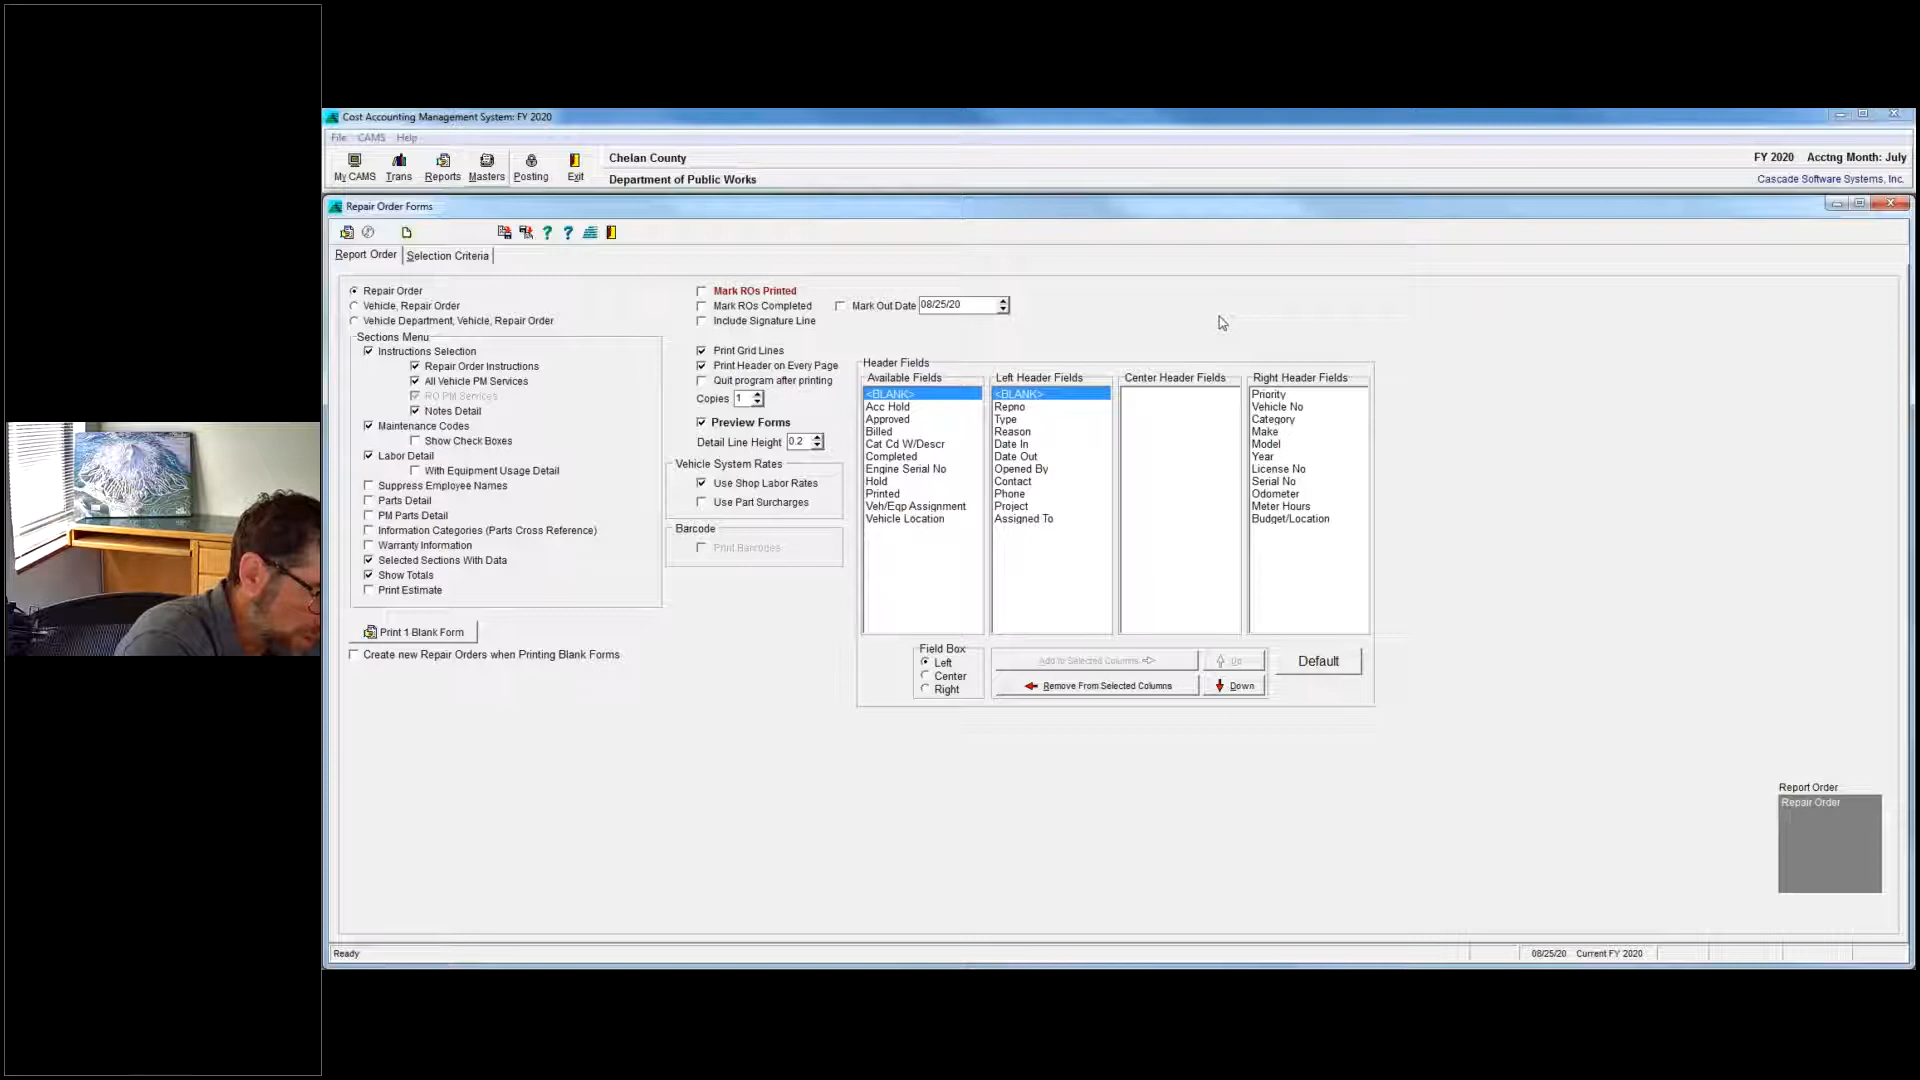 Cost Accounting Management System: FY 2020
File CAMS Help
My CAMS Trans Reports Masters Posting Exit
Chelan County
Department of Public Works
FY 2020 Acctng Month: July
Cascade Software Systems, Inc.
Repair Order Forms
Report Order Selection Criteria
Repair Order
Vehicle, Repair Order
Vehicle Department, Vehicle, Repair Order
Sections Menu
Instructions Selection
Repair Order Instructions
All Vehicle PM Services
RO PM Services
Notes Detail
Maintenance Codes
Show Check Boxes
Labor Detail
With Equipment Usage Detail
Suppress Employee Names
Parts Detail
PM Parts Detail
Information Categories (Parts Cross Reference)
Warranty Information
Selected Sections With Data
Show Totals
Print Estimate
Print 1 Blank Form
Create new Repair Orders when Printing Blank Forms
Mark ROs Printed
Mark ROs Completed
Mark Out Date 08/25/20
Include Signature Line
Print Grid Lines
Print Header on Every Page
Quit program after printing
Copies 1
Preview Forms
Detail Line Height 0.2
Vehicle System Rates
Use Shop Labor Rates
Use Part Surcharges
Barcode
Print Barcodes
Header Fields
Available Fields
<BLANK>
Acc Hold
Approved
Billed
Cat Cd W/Descr
Completed
Engine Serial No
Hold
Printed
Veh/Eqp Assignment
Vehicle Location
Left Header Fields
<BLANK>
Repno
Type
Reason
Date In
Date Out
Opened By
Contact
Phone
Project
Assigned To
Center Header Fields
Right Header Fields
Priority
Vehicle No
Category
Make
Model
Year
License No
Serial No
Odometer
Meter Hours
Budget/Location
Field Box
Left
Center
Right
Add to Selected Columns
Up
Remove From Selected Columns
Down
Default
Report Order
Repair Order
Ready
08/25/20 Current FY 2020